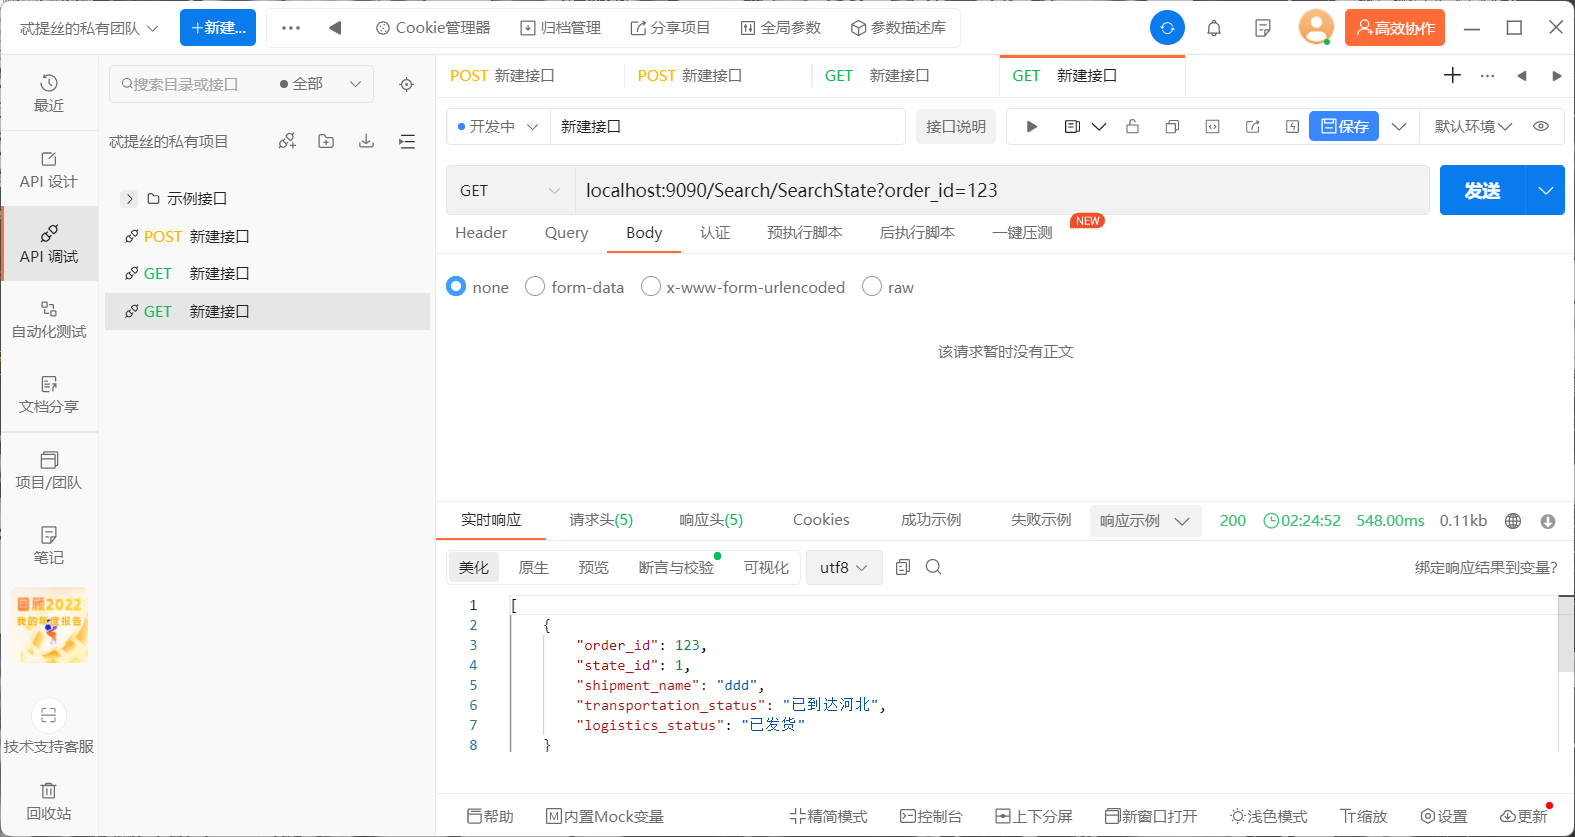 忒提丝的私有团队
+新建...
Cookie管理器
归档管理
分享项目
全局参数
参数描述库
高效协作
最近
API 设计
API 调试
自动化测试
文档分享
项目/团队
笔记
回顾2022
我的年度报告
技术支持客服
回收站
搜索目录或接口
全部
忒提丝的私有项目
示例接口
POST 新建接口
GET 新建接口
GET 新建接口
POST 新建接口
POST 新建接口
GET 新建接口
GET 新建接口
开发中
新建接口
接口说明
保存
默认环境
GET
localhost:9090/Search/SearchState?order_id=123
发送
Header
Query
Body
认证
预执行脚本
后执行脚本
一键压测
NEW
none
form-data
x-www-form-urlencoded
raw
该请求暂时没有正文
实时响应
请求头(5)
响应头(5)
Cookies
成功示例
失败示例
响应示例
200
02:24:52
548.00ms
0.11kb
美化
原生
预览
断言与校验
可视化
utf8
绑定响应结果到变量?
1 [
2 {
3 "order_id": 123,
4 "state_id": 1,
5 "shipment_name": "ddd",
6 "transportation_status": "已到达河北",
7 "logistics_status": "已发货"
8 }
帮助
内置Mock变量
精简模式
控制台
上下分屏
新窗口打开
浅色模式
缩放
设置
更新